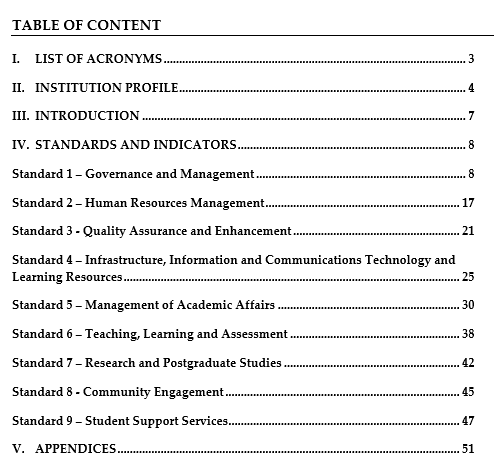 TABLE OF CONTENT
I. LIST OF ACRONYMS 3
II. INSTITUTION PROFILE 4
III. INTRODUCTION 7
IV. STANDARDS AND INDICATORS 8
Standard 1 – Governance and Management 8
Standard 2 – Human Resources Management 17
Standard 3 - Quality Assurance and Enhancement 21
Standard 4 – Infrastructure, Information and Communications Technology and
Learning Resources 25
Standard 5 – Management of Academic Affairs 30
Standard 6 – Teaching, Learning and Assessment 38
Standard 7 – Research and Postgraduate Studies 42
Standard 8 - Community Engagement 45
Standard 9 – Student Support Services 47
V. APPENDICES 51